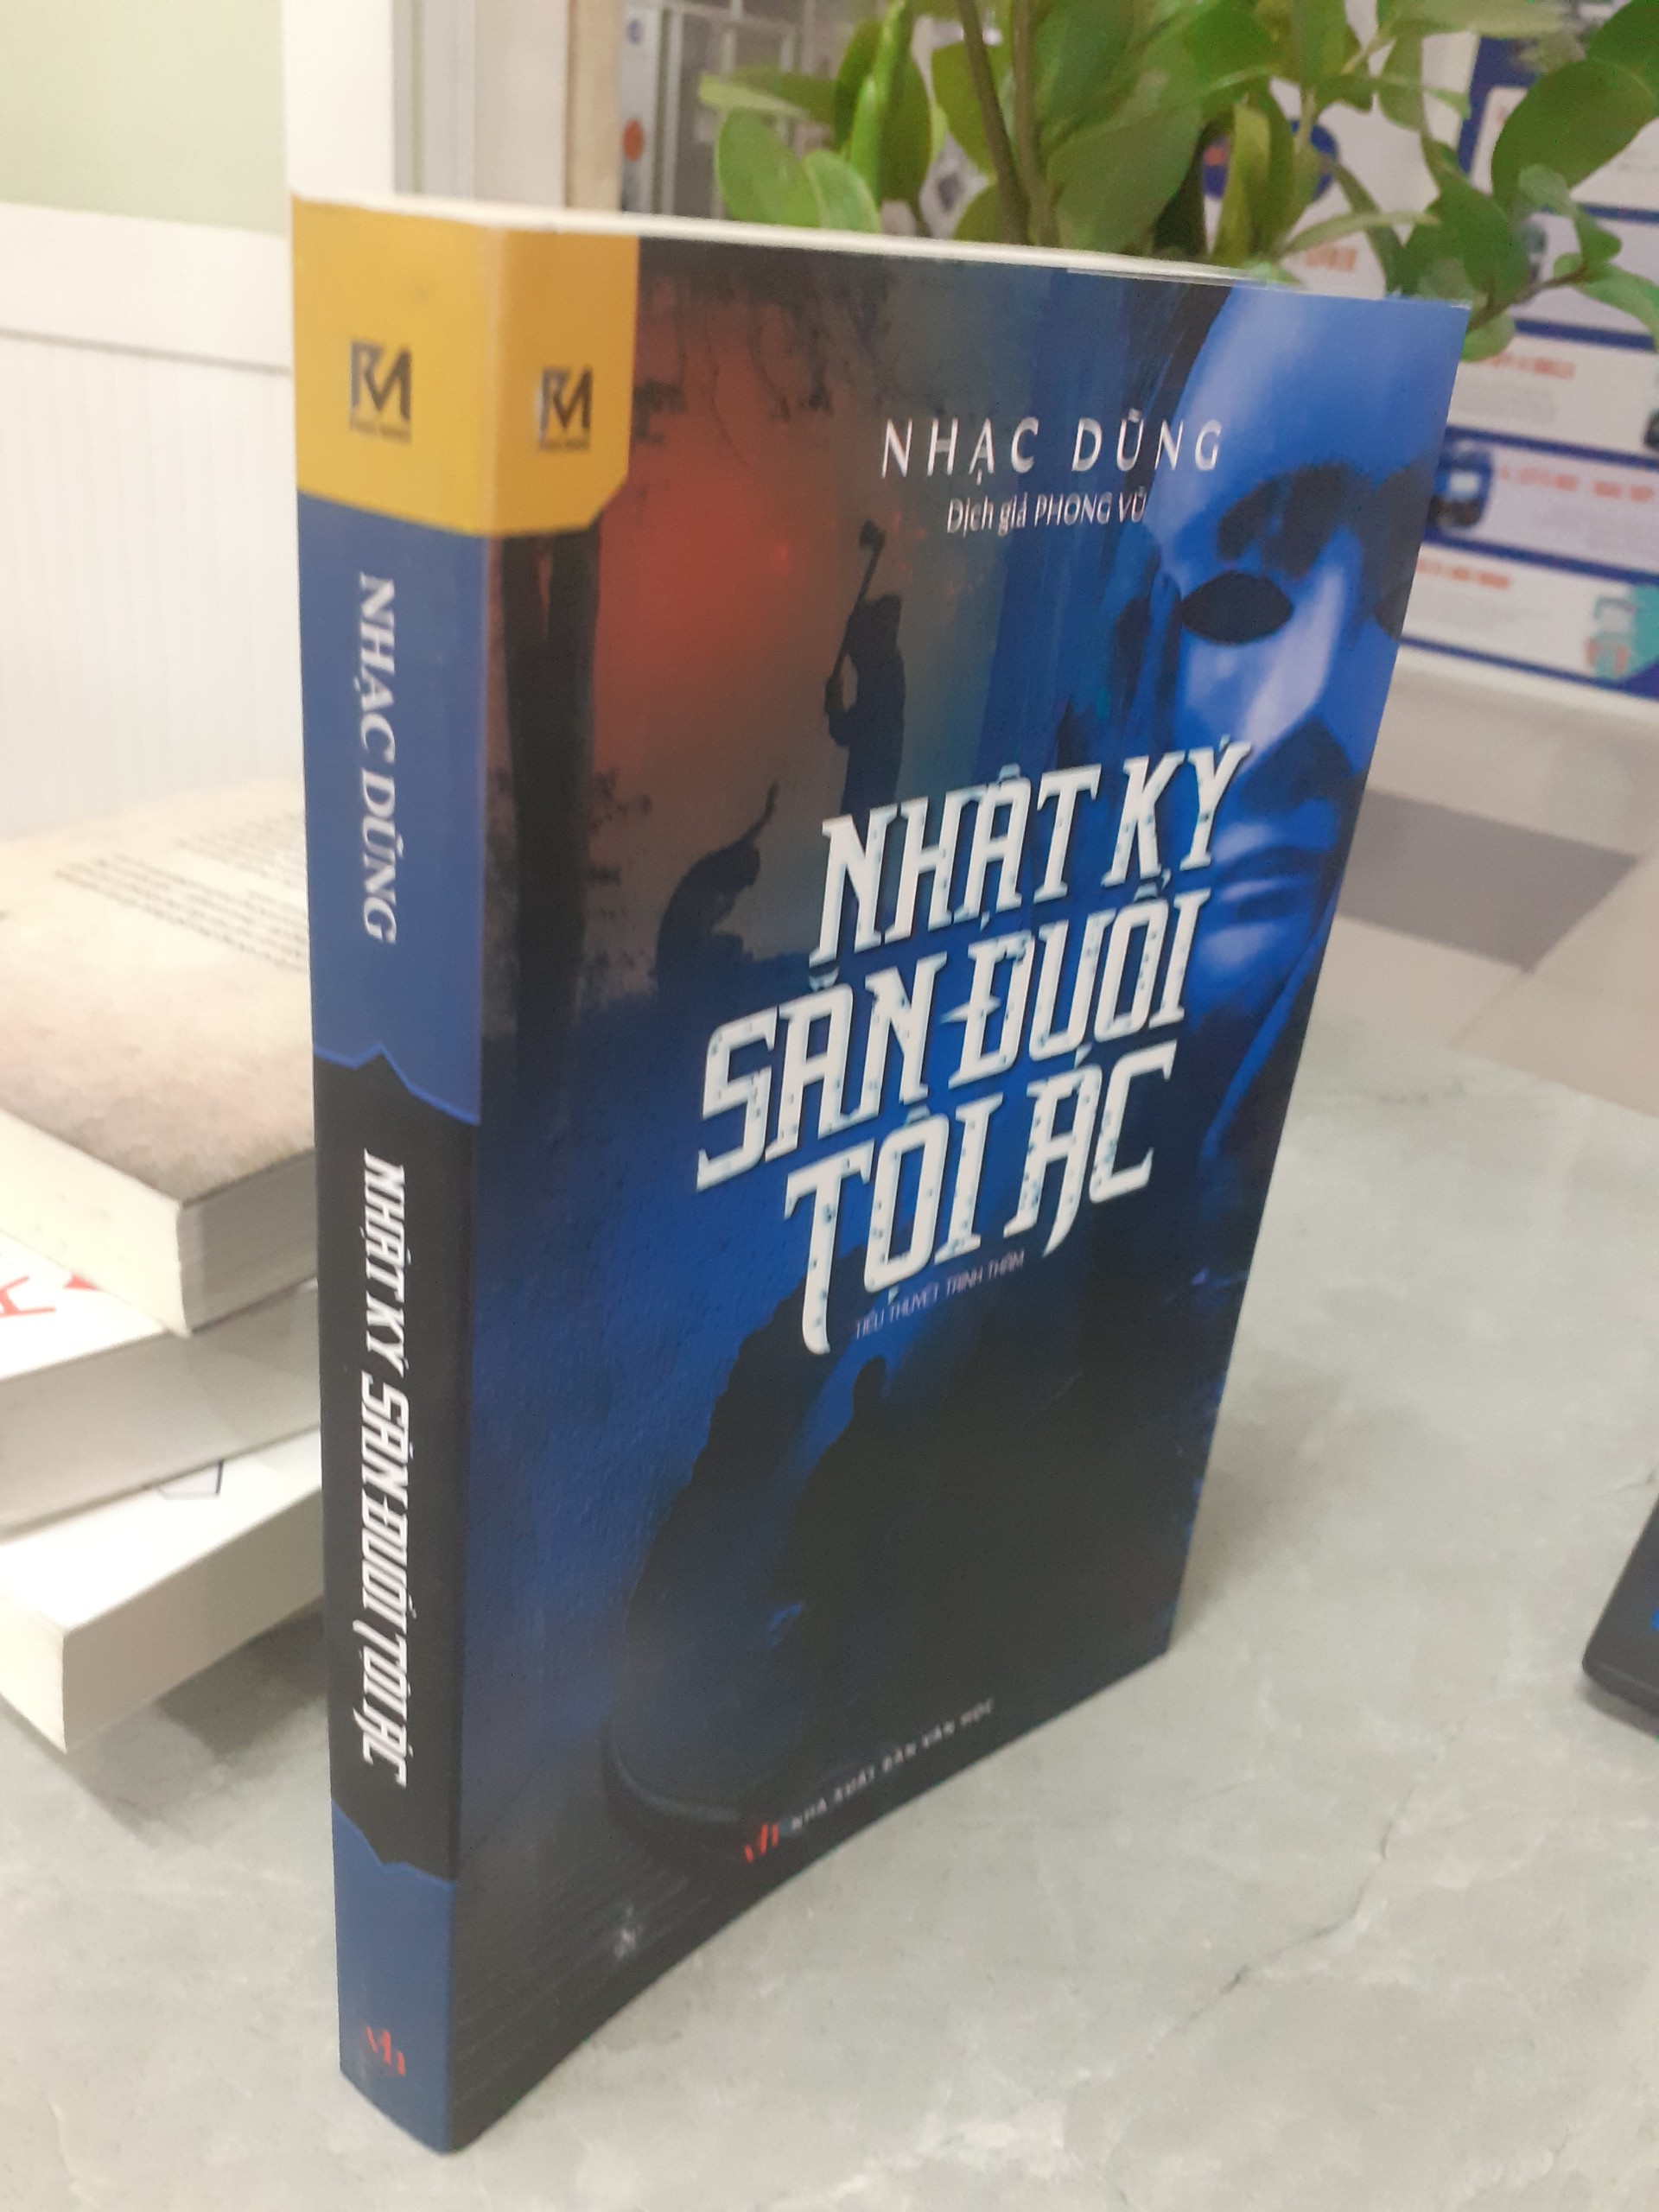 NHẠC DŨNG
NHẬT KÝ SĂN ĐUỔI TỘI ÁC
NHẠC DŨNG
Dịch giả PHONG VŨ
NHẬT KÝ
SĂN ĐUỔI
TỘI ÁC
TIỂU THUYẾT TRINH THÁM
NHÀ XUẤT BẢN VĂN HỌC